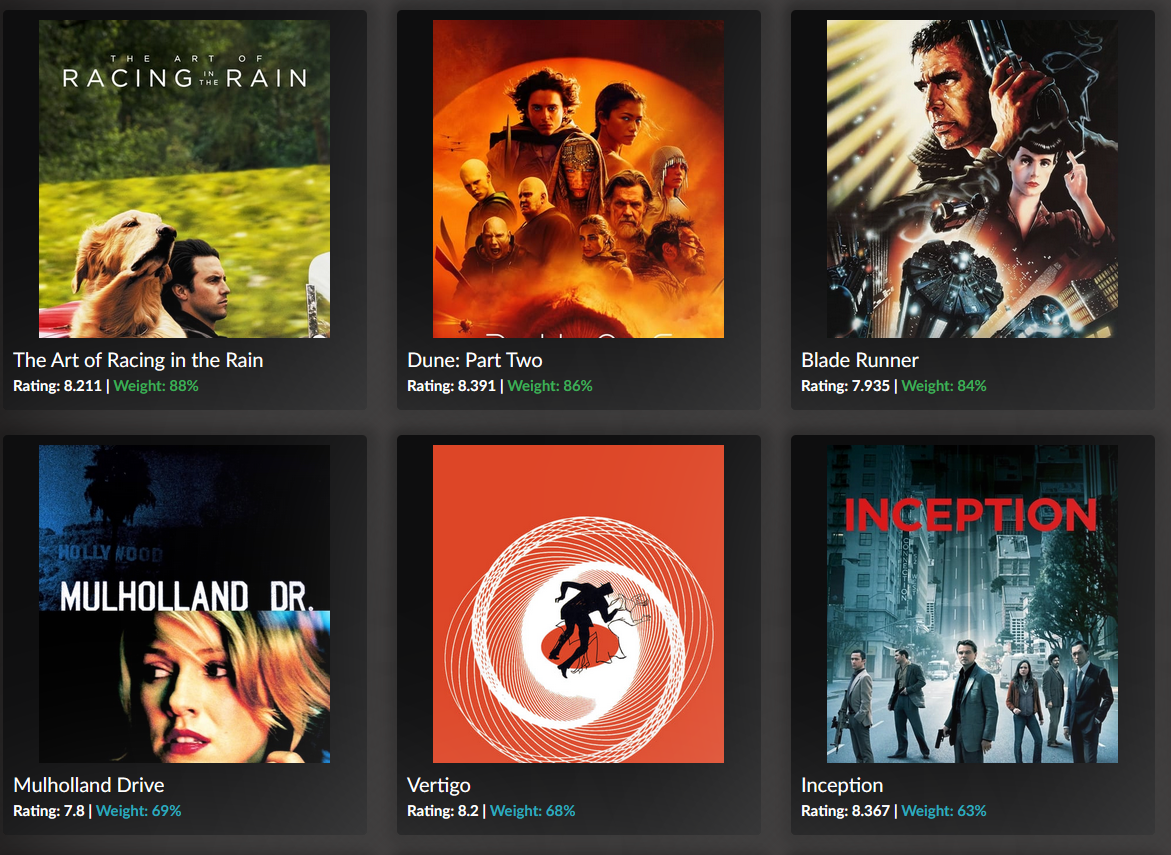 THE ART OF
RACING IN THE RAIN
The Art of Racing in the Rain
Rating: 8.211 | Weight: 88%
Dune: Part Two
Rating: 8.391 | Weight: 86%
Blade Runner
Rating: 7.935 | Weight: 84%
HOLLYWOOD
MULHOLLAND DR.
Mulholland Drive
Rating: 7.8 | Weight: 69%
Vertigo
Rating: 8.2 | Weight: 68%
INCEPTION
Inception
Rating: 8.367 | Weight: 63%